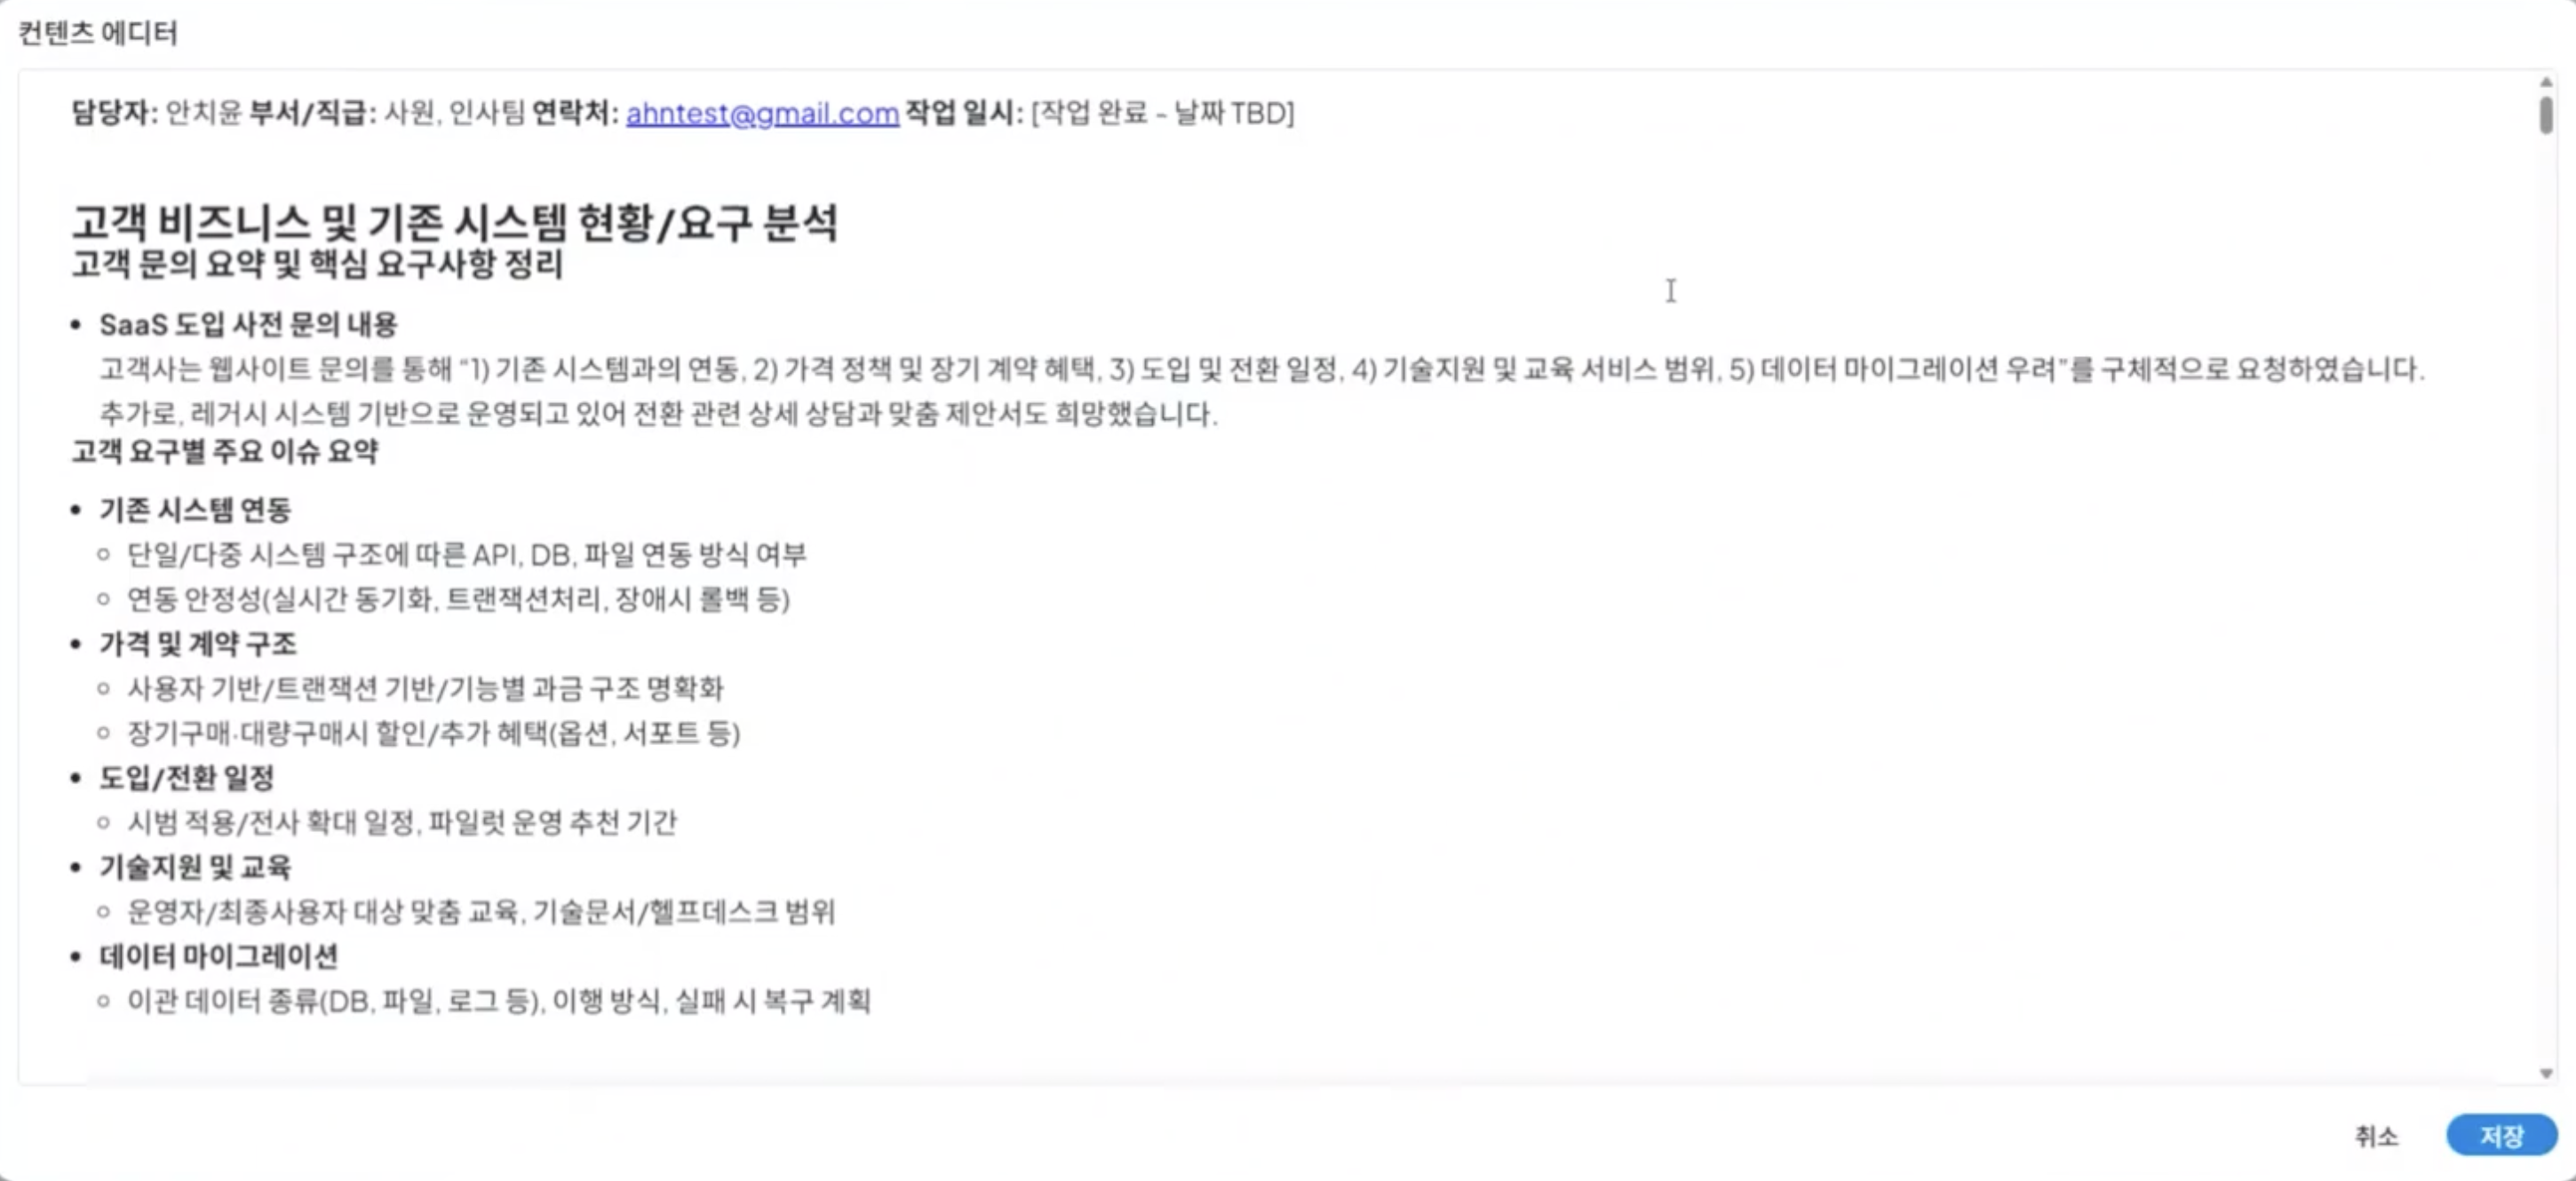 컨텐츠 에디터
담당자: 안치윤 부서/직급: 사원, 인사팀 연락처: ahntest@gmail.com 작업 일시: [작업 완료 - 날짜 TBD]
고객 비즈니스 및 기존 시스템 현황/요구 분석
고객 문의 요약 및 핵심 요구사항 정리
• SaaS 도입 사전 문의 내용
고객사는 웹사이트 문의를 통해 “1) 기존 시스템과의 연동, 2) 가격 정책 및 장기 계약 혜택, 3) 도입 및 전환 일정, 4) 기술지원 및 교육 서비스 범위, 5) 데이터 마이그레이션 우려”를 구체적으로 요청하였습니다.
추가로, 레거시 시스템 기반으로 운영되고 있어 전환 관련 상세 상담과 맞춤 제안서도 희망했습니다.
고객 요구별 주요 이슈 요약
• 기존 시스템 연동
○ 단일/다중 시스템 구조에 따른 API, DB, 파일 연동 방식 여부
○ 연동 안정성(실시간 동기화, 트랜잭션처리, 장애시 롤백 등)
• 가격 및 계약 구조
○ 사용자 기반/트랜잭션 기반/기능별 과금 구조 명확화
○ 장기구매·대량구매시 할인/추가 혜택(옵션, 서포트 등)
• 도입/전환 일정
○ 시범 적용/전사 확대 일정, 파일럿 운영 추천 기간
• 기술지원 및 교육
○ 운영자/최종사용자 대상 맞춤 교육, 기술문서/헬프데스크 범위
• 데이터 마이그레이션
○ 이관 데이터 종류(DB, 파일, 로그 등), 이행 방식, 실패 시 복구 계획
취소
저장